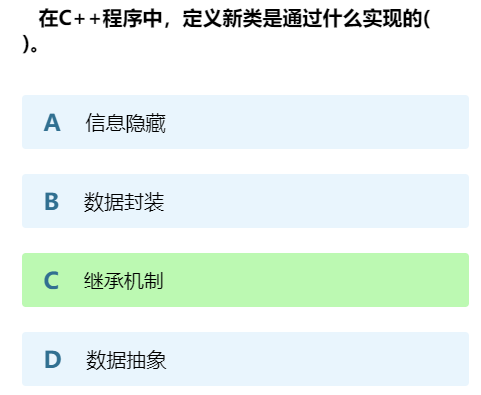 在C++程序中，定义新类是通过什么实现的(
)。
A 信息隐藏
B 数据封装
C 继承机制
D 数据抽象